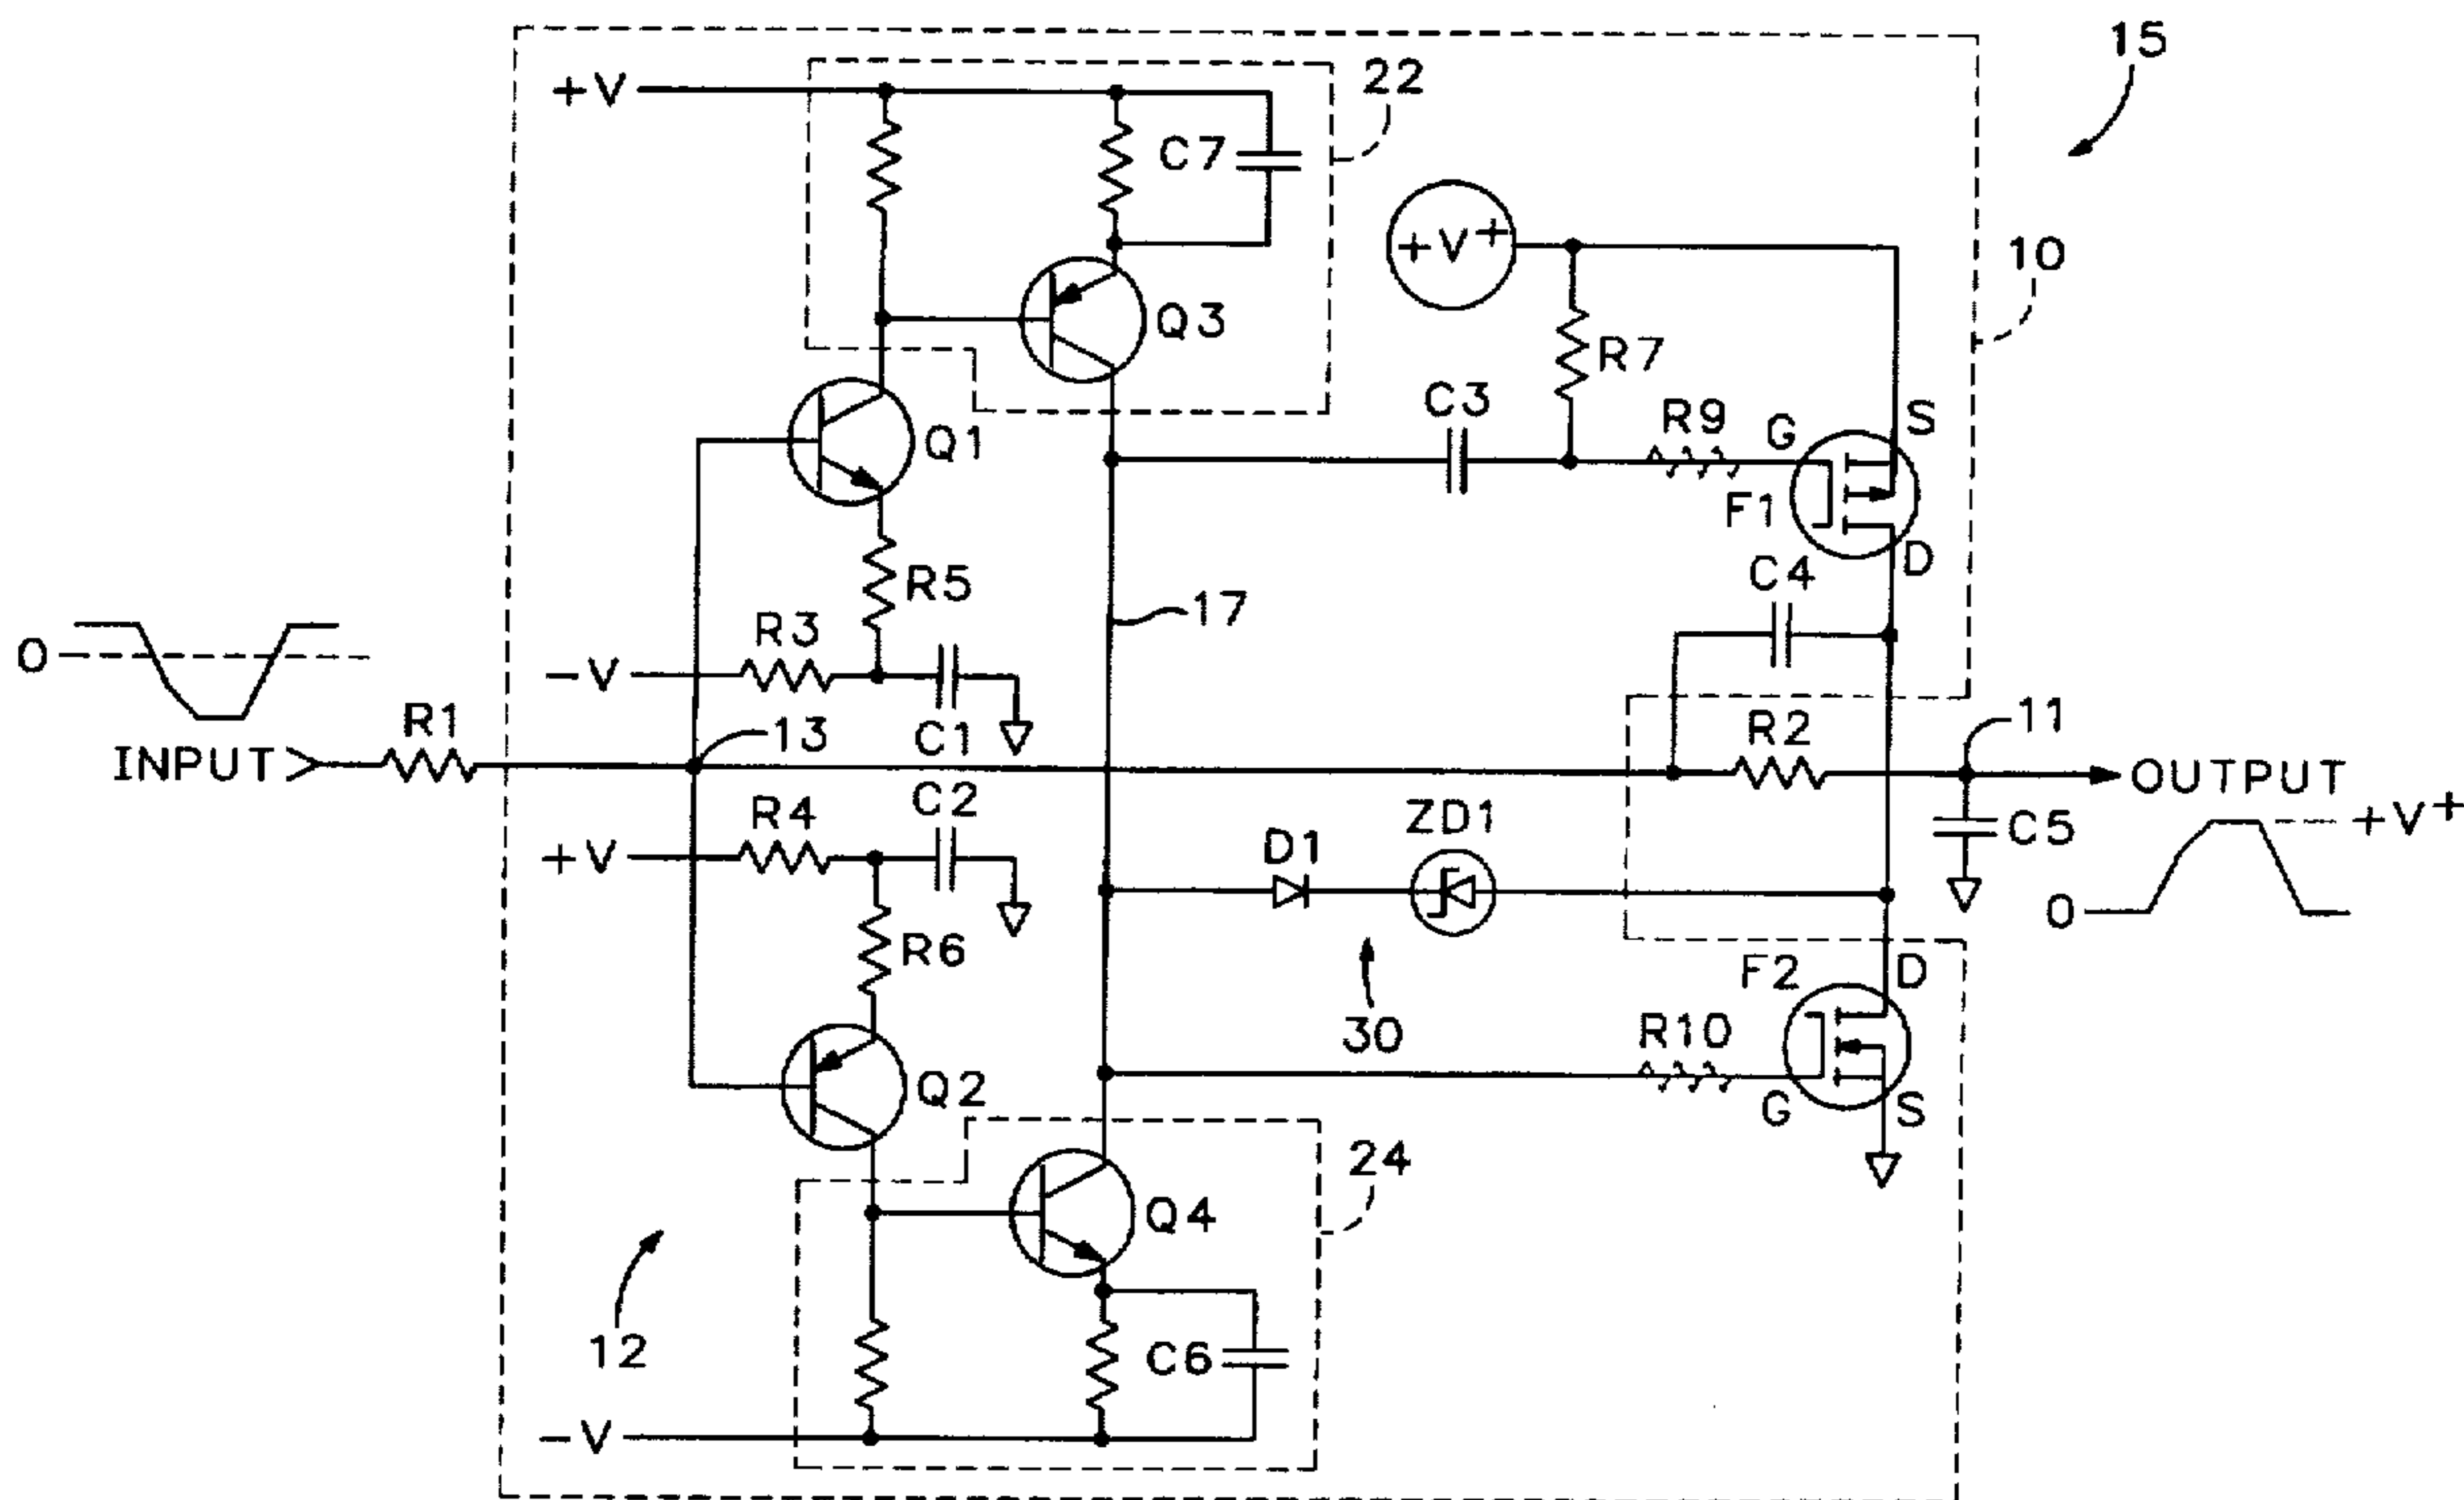 15
+V
22
C7
+V+
10
Q3
R7
C3
R9
G
S
Q1
F1
D
C4
R5
17
R3
0
-V
R1
13
C1
R2
11
INPUT
OUTPUT
R4
C2
ZD1
+V+
D1
C5
+V
0
R6
F2
D
30
R10
Q2
G
S
24
Q4
12
C6
-V